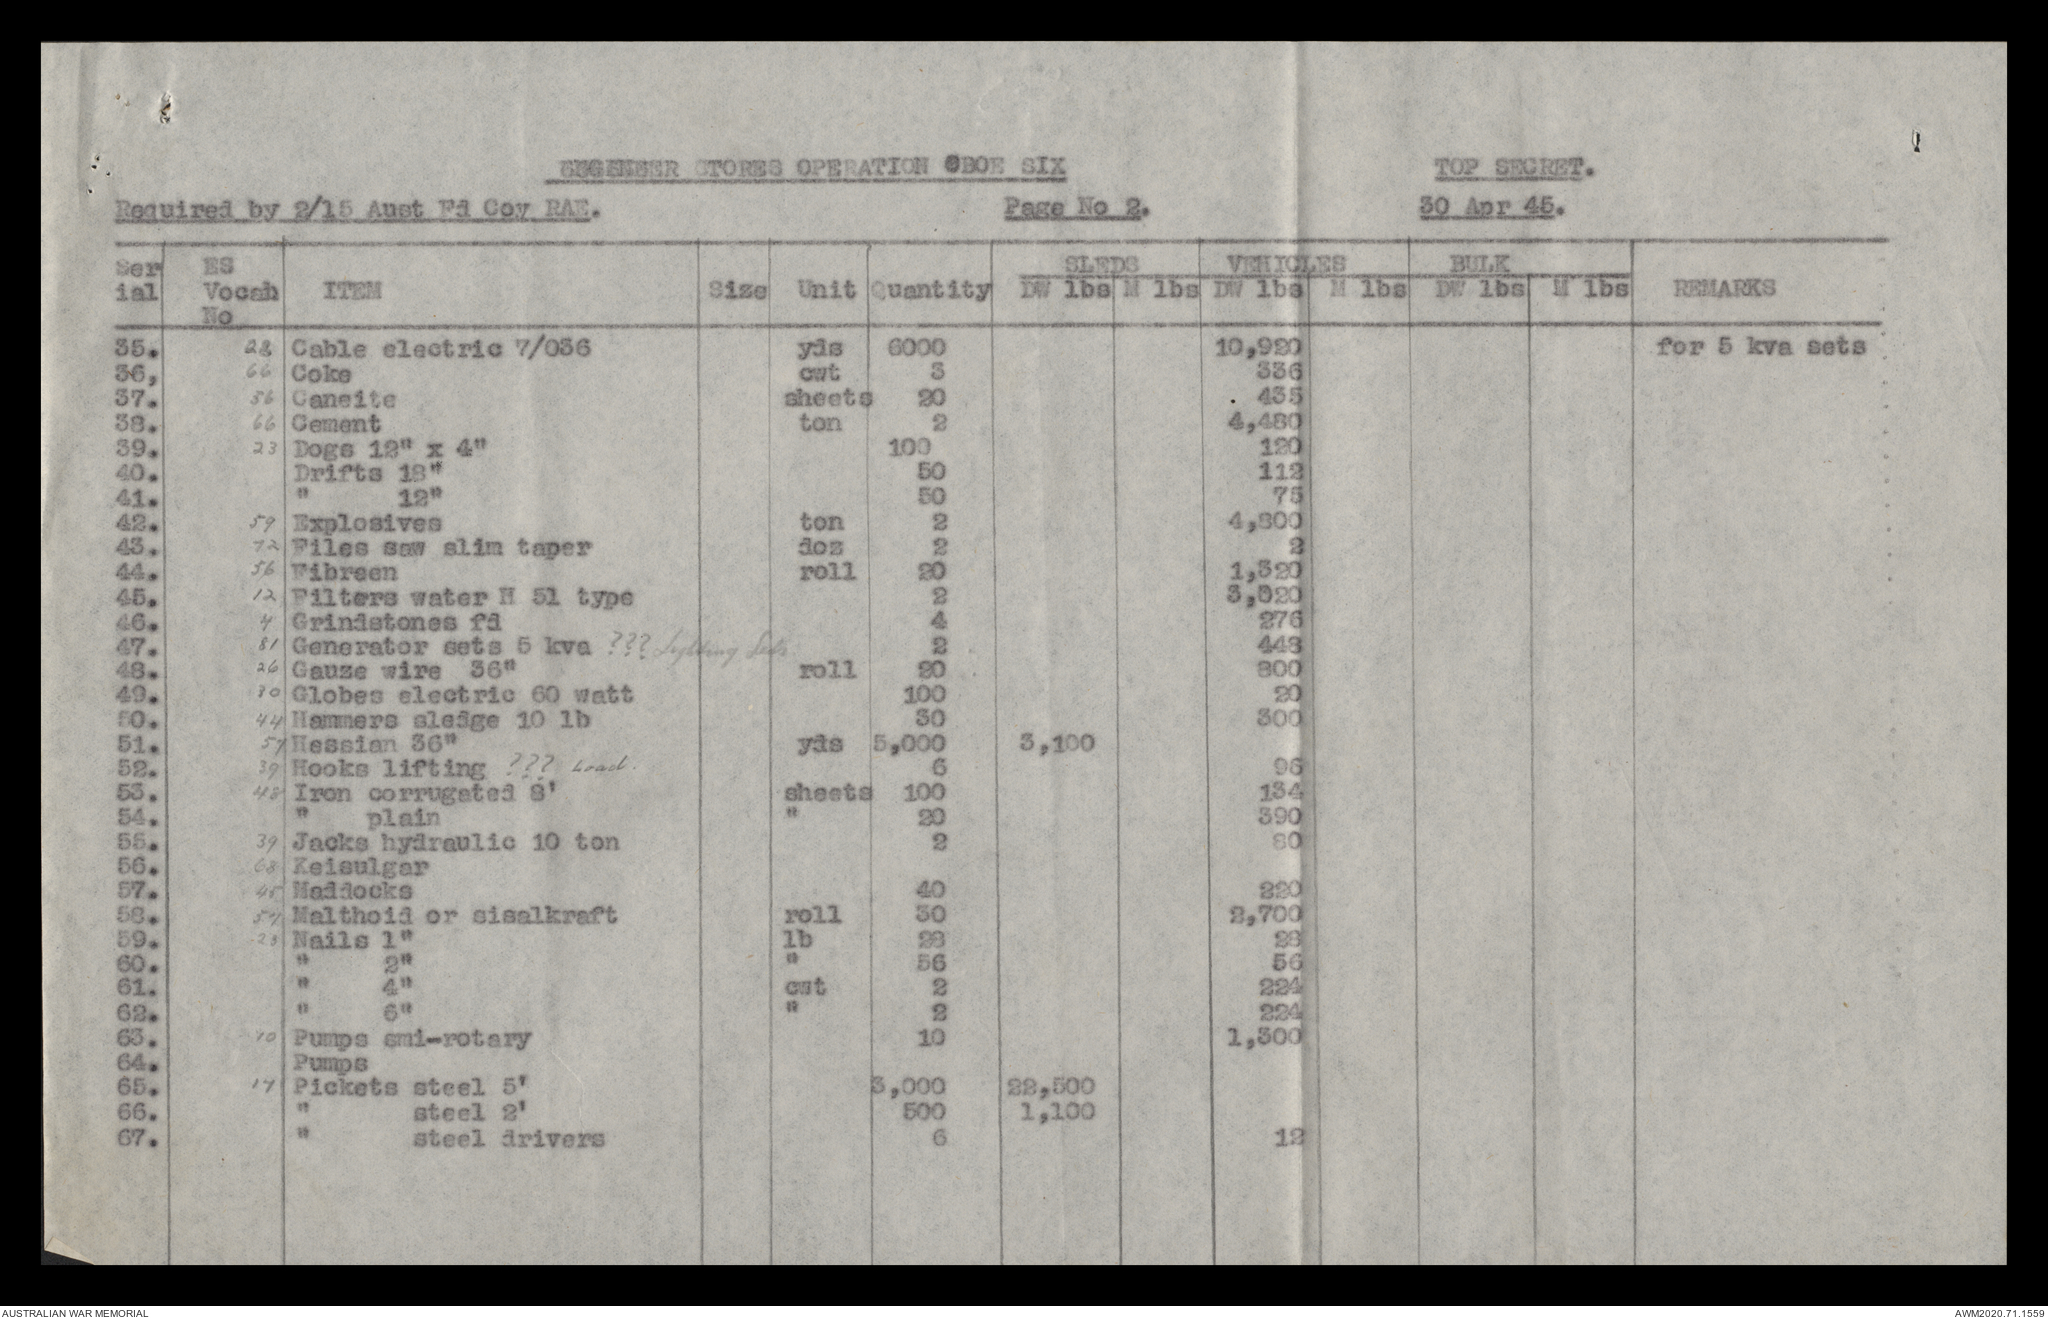 ENGINEER STORES OPERATION OBOE SIX TOP SECRET.
Required by 2/15 Aust Fd Coy RAE. Page No 2. 30 Apr 45.
Ser ES SLEDS VEHICLES BULK
ial Vocab ITEM Size Unit Quantity DW lbs M lbs DW lbs M lbs DW lbs M lbs REMARKS
No
35. 28 Cable electric 7/036 yds 6000 10,920 for 5 kva sets
36, 66 Coke cwt 3 336
37. 56 Caneite sheets 20 435
38. 66 Cement ton 2 4,480
39. 23 Dogs 12" x 4" 100 120
40. Drifts 18" 50 112
41. " 12" 50 75
42. 59 Explosives ton 2 4,800
43. 72 Files saw slim taper doz 2 2
44. 56 Fibreen roll 20 1,320
45. 12 Filters water H 51 type 2
46. 4 Grindstones fd 4 276
47. 81 Generator sets 5 kva ??? Lighting Sets. 2 448
48. 26 Gauze wire 36" roll 20 800
49. 30 Globes electric 60 watt 100 20
50. 44 Hammers sledge 10 lb 30 300
51. 57 Hessian 36" yds 5,000 3,100
52. 39 Hooks lifting ??? Load. 6 96
53. 48 Iron corrugated 8' sheets 100 134
54. " plain " 20 390
55. 39 Jacks hydraulic 10 ton 2 80
56. 68 Keisulgar
57. 45 Maddocks 40 220
58. 57 Malthoid or sisalkraft roll 30 2,700
59. 23 Nails 1" lb 28 28
60. " 2" " 56 56
61. " 4" cwt 2 224
62. " 6" " 2 224
63. 70 Pumps smi-rotary 10 1,300
64. Pumps
65. 17 Pickets steel 5' 3,000 22,500
66. " steel 2' 500 1,100
67. " steel drivers 6 12
AUSTRALIAN WAR MEMORIAL AWM2020.71.1559